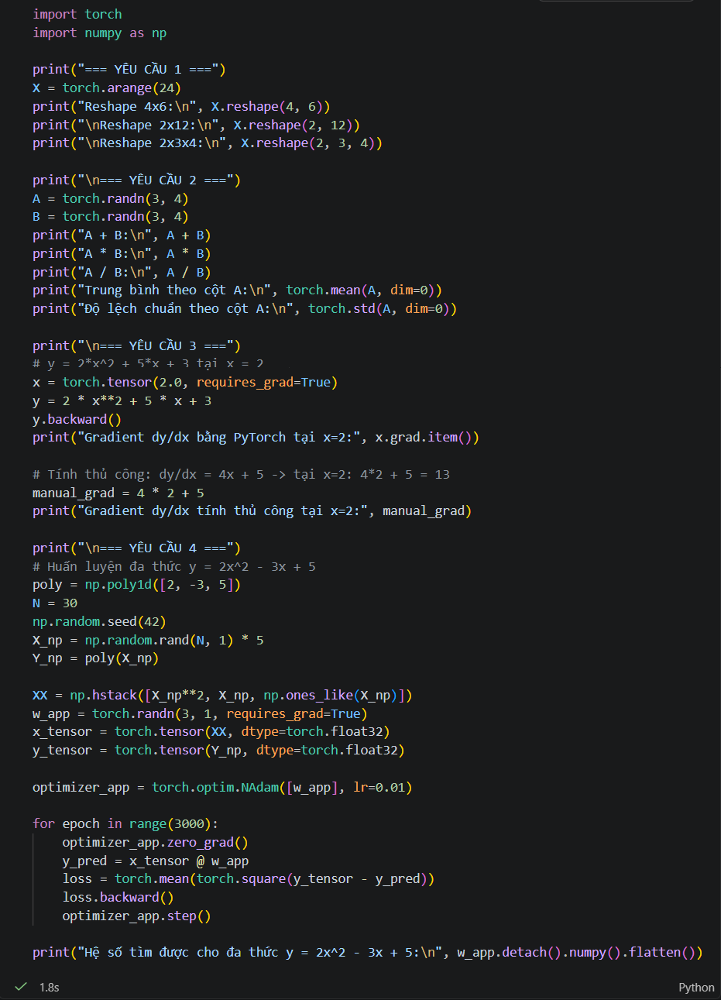 import torch
import numpy as np
print("=== YÊU CẦU 1 ===")
X = torch.arange(24)
print("Reshape 4x6:\n", X.reshape(4, 6))
print("\nReshape 2x12:\n", X.reshape(2, 12))
print("\nReshape 2x3x4:\n", X.reshape(2, 3, 4))
print("\n=== YÊU CẦU 2 ===")
A = torch.randn(3, 4)
B = torch.randn(3, 4)
print("A + B:\n", A + B)
print("A * B:\n", A * B)
print("A / B:\n", A / B)
print("Trung bình theo cột A:\n", torch.mean(A, dim=0))
print("Độ lệch chuẩn theo cột A:\n", torch.std(A, dim=0))
print("\n=== YÊU CẦU 3 ===")
# y = 2*x^2 + 5*x + 3 tại x = 2
x = torch.tensor(2.0, requires_grad=True)
y = 2 * x**2 + 5 * x + 3
y.backward()
print("Gradient dy/dx bằng PyTorch tại x=2:", x.grad.item())
# Tính thủ công: dy/dx = 4x + 5 -> tại x=2: 4*2 + 5 = 13
manual_grad = 4 * 2 + 5
print("Gradient dy/dx tính thủ công tại x=2:", manual_grad)
print("\n=== YÊU CẦU 4 ===")
# Huấn luyện đa thức y = 2x^2 - 3x + 5
poly = np.poly1d([2, -3, 5])
N = 30
np.random.seed(42)
X_np = np.random.rand(N, 1) * 5
Y_np = poly(X_np)
XX = np.hstack([X_np**2, X_np, np.ones_like(X_np)])
w_app = torch.randn(3, 1, requires_grad=True)
x_tensor = torch.tensor(XX, dtype=torch.float32)
y_tensor = torch.tensor(Y_np, dtype=torch.float32)
optimizer_app = torch.optim.NAdam([w_app], lr=0.01)
for epoch in range(3000):
    optimizer_app.zero_grad()
    y_pred = x_tensor @ w_app
    loss = torch.mean(torch.square(y_tensor - y_pred))
    loss.backward()
    optimizer_app.step()
print("Hệ số tìm được cho đa thức y = 2x^2 - 3x + 5:\n", w_app.detach().numpy().flatten())
1.8s Python